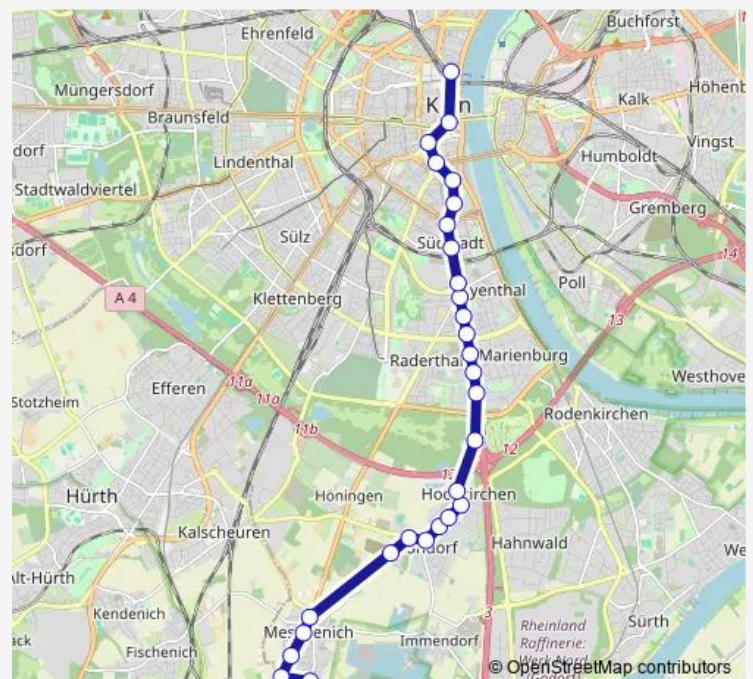 Buchforst
Ehrenfeld
Müngersdorf
Höhenb
Kalk
Braunsfeld
dorf
Vingst
Lindenthal
Humboldt
Stadtwaldviertel
Gremberg
Sülz
14
Poll
A 4
Klettenberg
13
Raderthal
Marienburg
11a
Westhove
Efferen
11a
Stotzheim
11b
Rodenkirchen
12
Hürth
Höningen
Kalscheuren
Hahnwald
We
Alt-Hürth
Kendenich
3
Sürth
Rheinland
Immendorf
Raffinerie:
Fischenich
© OpenStreetMap contributors